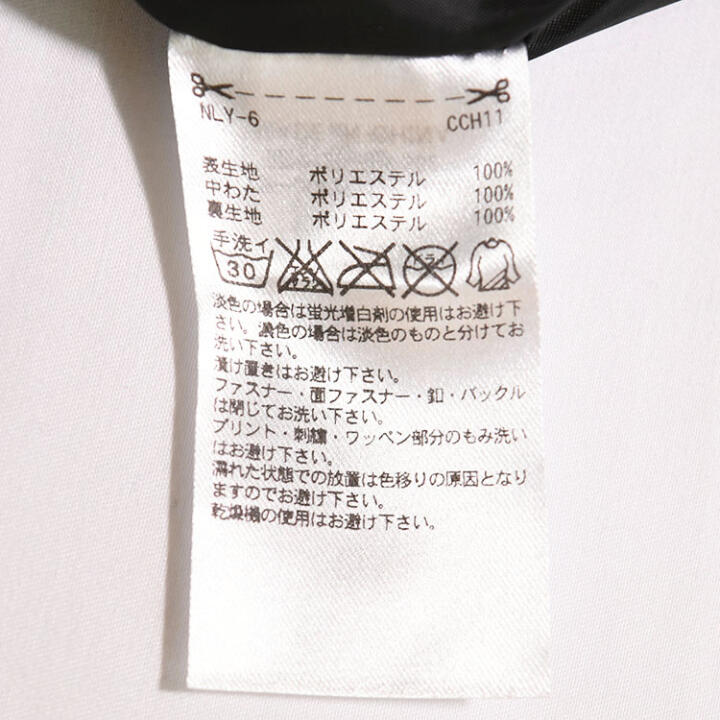 NLY-6 CCH11
表生地 ポリエステル 100%
中わた ポリエステル 100%
裏生地 ポリエステル 100%
手洗イ
30
エンソサラシ
ドライ
淡色の場合は蛍光増白剤の使用はお避け下
さい。濃色の場合は淡色のものと分けてお
洗い下さい。
漬け置きはお避け下さい。
ファスナー・面ファスナー・釦・バックル
は閉じてお洗い下さい。
プリント・刺繍・ワッペン部分のもみ洗い
はお避け下さい。
濡れた状態での放置は色移りの原因となり
ますのでお避け下さい。
乾燥機の使用はお避け下さい。